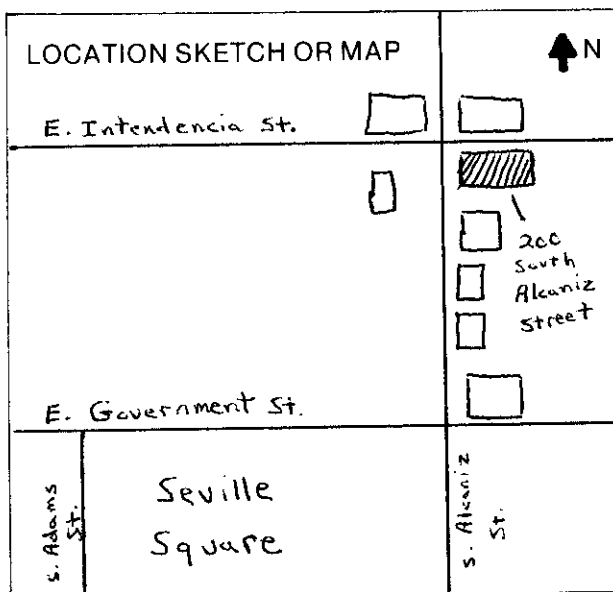 LOCATION SKETCH OR MAP
N
E. Intendencia St.
200
South
Alcaniz
Street
E. Government St.
S. Adams
St.
Seville
Square
S. Alcaniz
St.